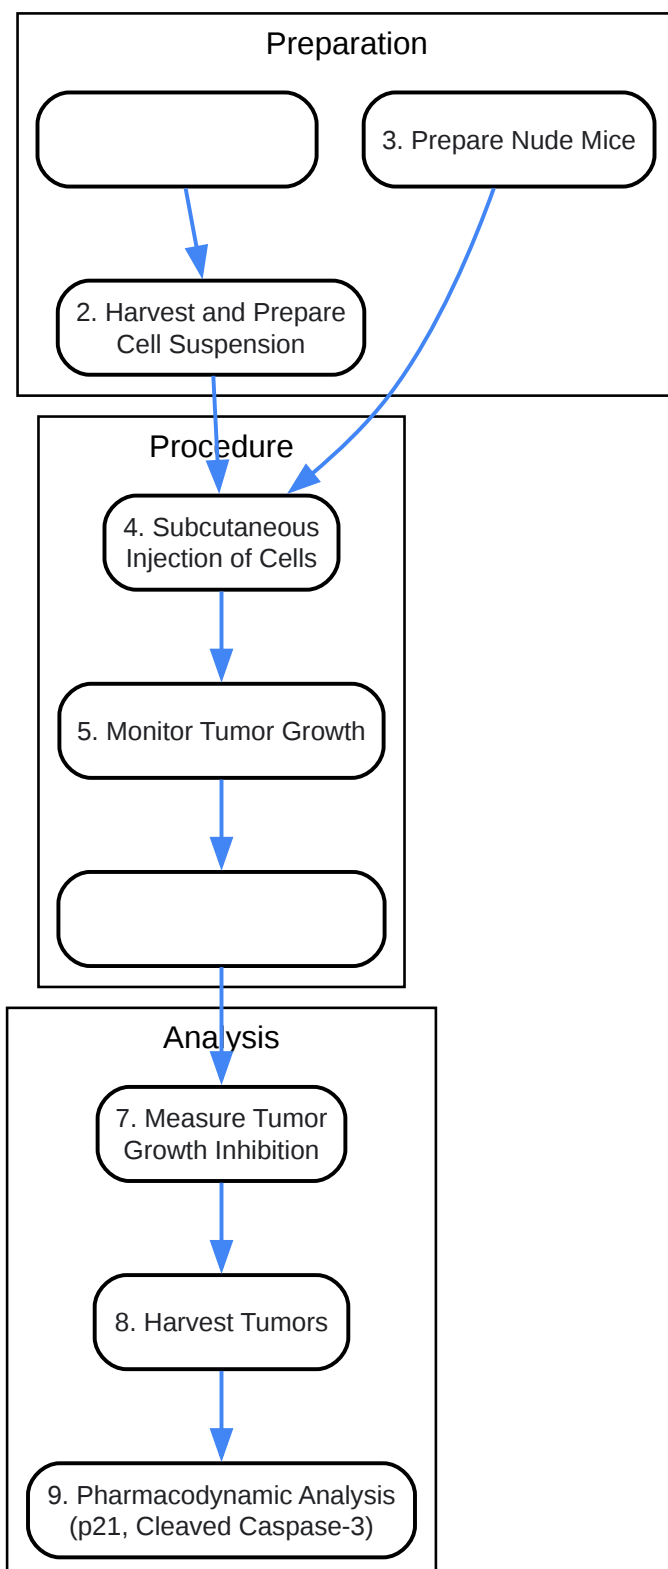 Preparation
3. Prepare Nude Mice
2. Harvest and Prepare
Cell Suspension
Procedure
4. Subcutaneous
Injection of Cells
5. Monitor Tumor Growth
Analysis
7. Measure Tumor
Growth Inhibition
8. Harvest Tumors
9. Pharmacodynamic Analysis
(p21, Cleaved Caspase-3)